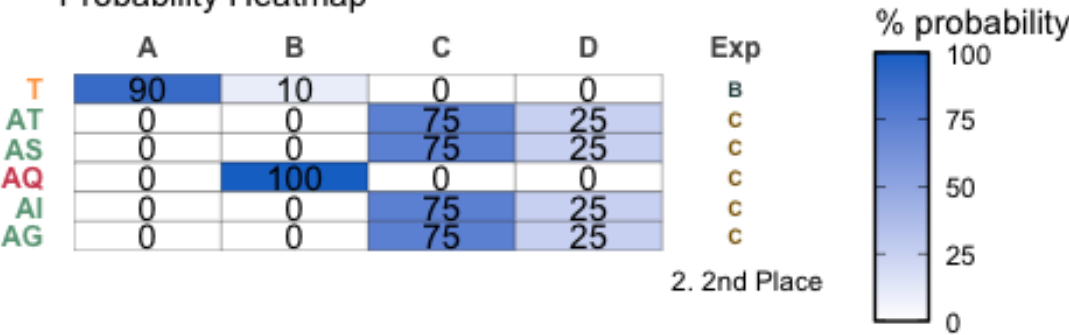 Probability Heatmap
% probability
A B C D Exp
T 90 10 0 0 B
AT 0 0 75 25 C
AS 0 0 75 25 C
AQ 0 100 0 0 C
AI 0 0 75 25 C
AG 0 0 75 25 C
2. 2nd Place
100
75
50
25
0